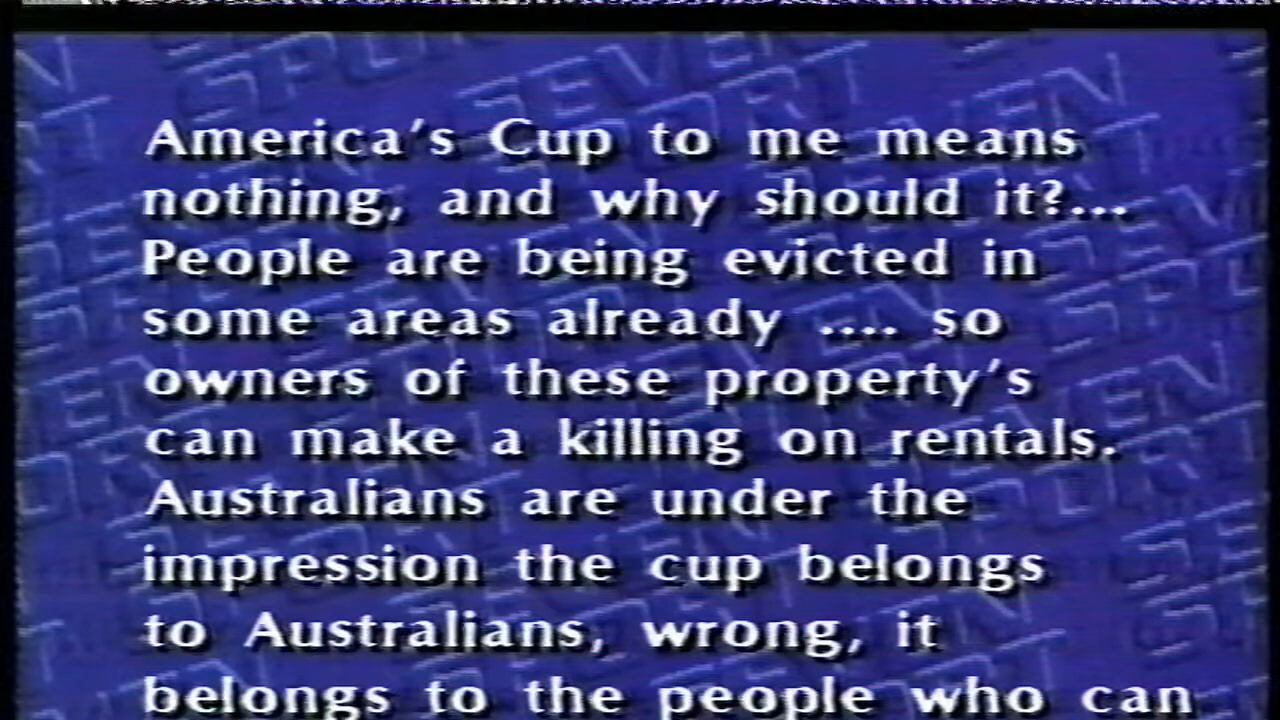 America's Cup to me means
nothing, and why should it?...
People are being evicted in
some areas already .... so
owners of these property's
can make a killing on rentals.
Australians are under the
impression the cup belongs
to Australians, wrong, it
belongs to the people who can